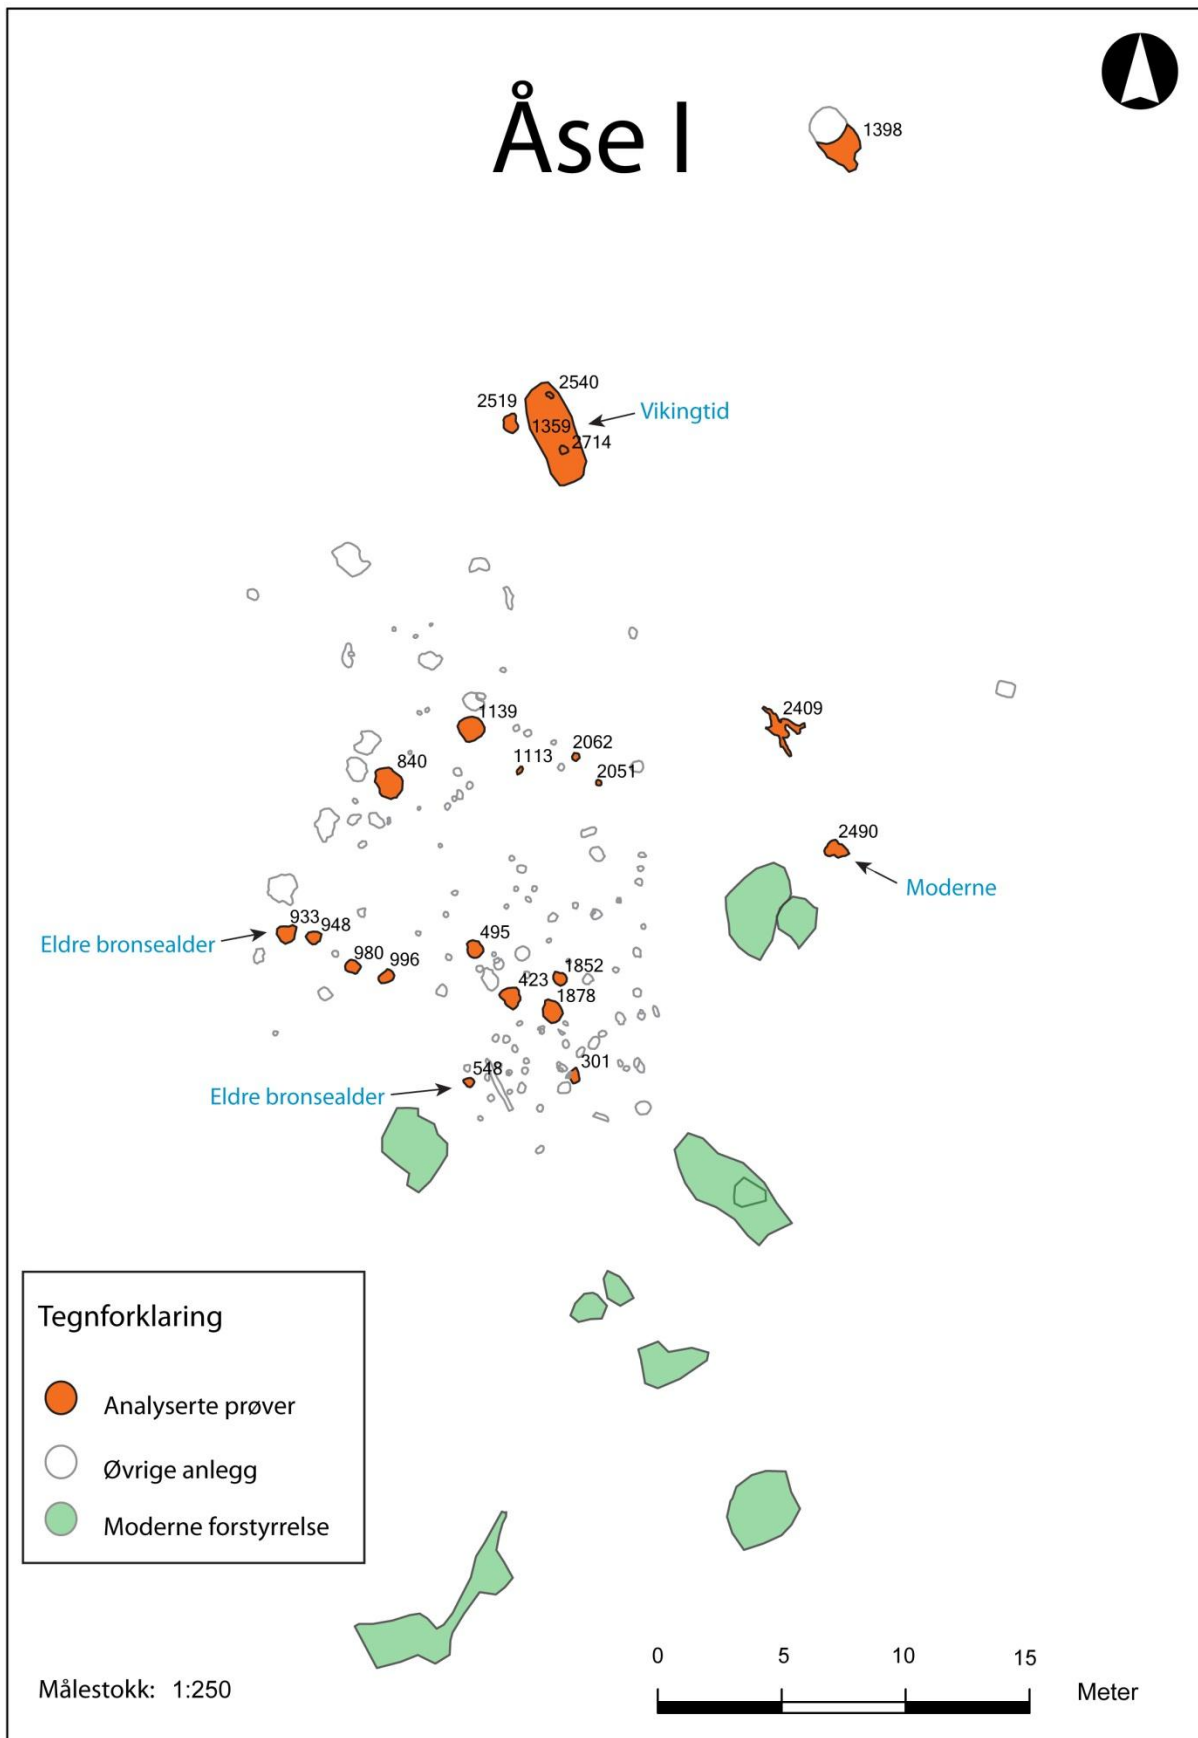 Åse I
1398
2540
2519
Vikingtid
1359
2714
1139
2409
2062
1113
840
2051
2490
Moderne
933
948
495
Eldre bronsealder
980
996
1852
423
1878
548
301
Eldre bronsealder
Tegnforklaring
Analyserte prøver
Øvrige anlegg
Moderne forstyrrelse
0 5 10 15
Målestokk: 1:250
Meter